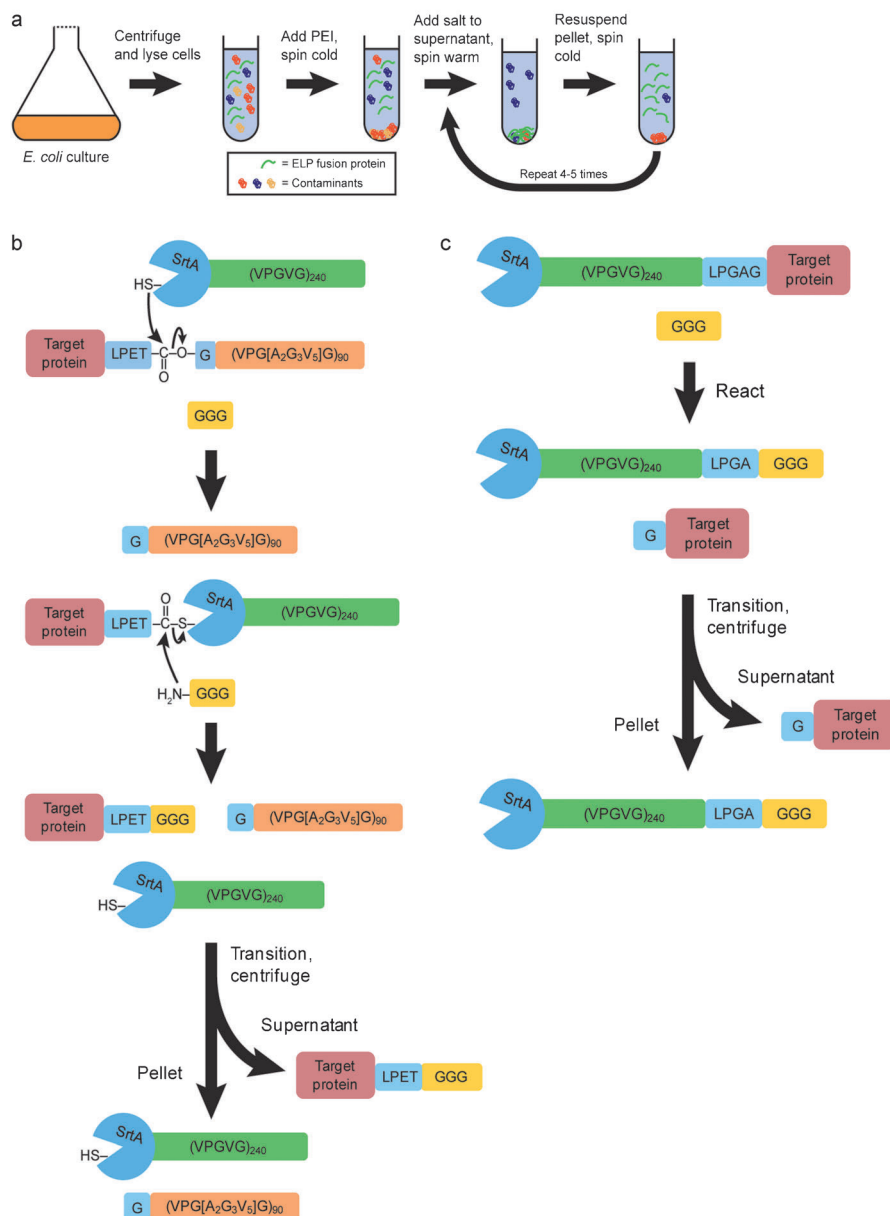 a
Centrifuge
and lyse cells
Add PEI,
spin cold
Add salt to
supernatant,
spin warm
Resuspend
pellet, spin
cold
E. coli culture
= ELP fusion protein
= Contaminants
Repeat 4-5 times
b
SrtA
(VPGVG)240
HS–
Target
protein
LPET
–C–O–
O
G
(VPG[A2G3V5]G)90
GGG
G
(VPG[A2G3V5]G)90
Target
protein
LPET
O
–C–S–
SrtA
(VPGVG)240
H2N–
GGG
Target
protein
LPET
GGG
G
(VPG[A2G3V5]G)90
SrtA
(VPGVG)240
HS–
Transition,
centrifuge
Supernatant
Pellet
Target
protein
LPET
GGG
SrtA
(VPGVG)240
HS–
G
(VPG[A2G3V5]G)90
c
SrtA
(VPGVG)240
LPGAG
Target
protein
GGG
React
SrtA
(VPGVG)240
LPGA
GGG
G
Target
protein
Transition,
centrifuge
Supernatant
Pellet
G
Target
protein
SrtA
(VPGVG)240
LPGA
GGG